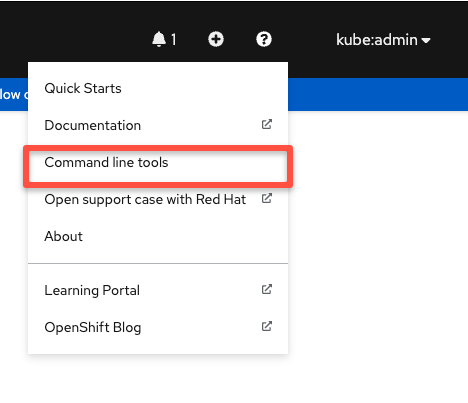 1 kube:admin
low c
Quick Starts
Documentation
Command line tools
Open support case with Red Hat
About
Learning Portal
OpenShift Blog